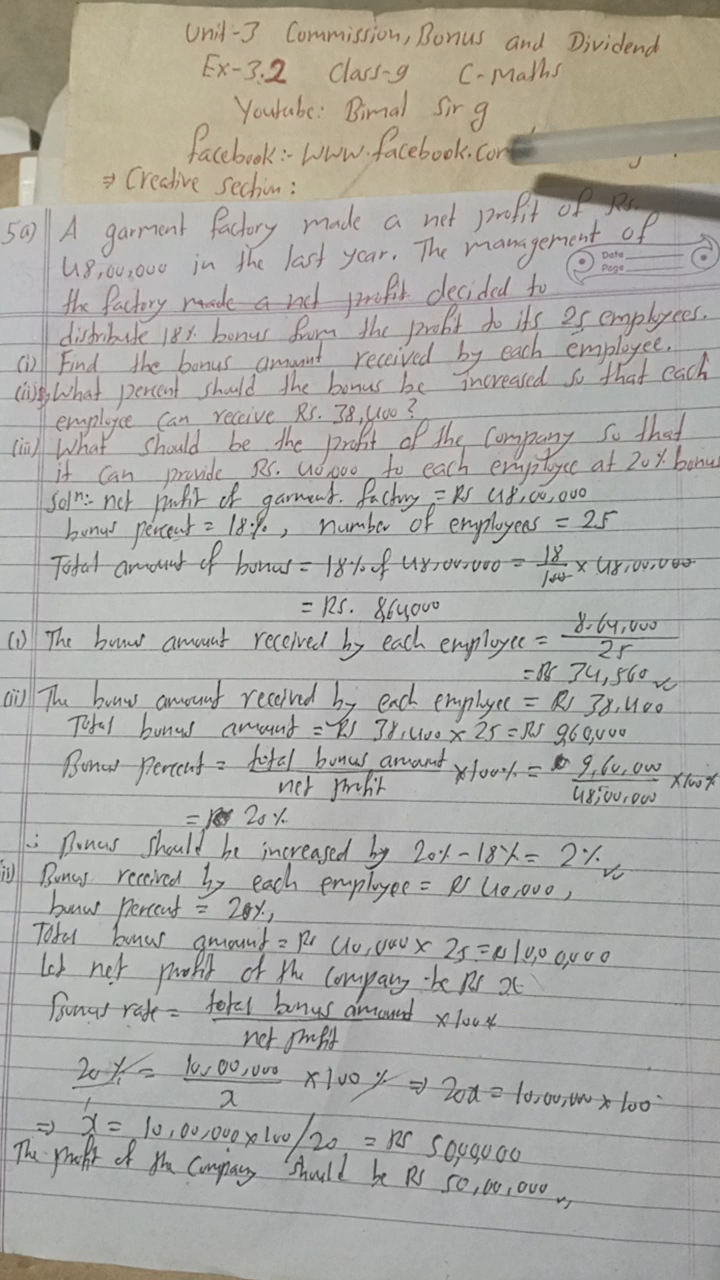 Unit-3 Commission, Bonus and Dividend
Ex-3.2 Class-9 C-Maths
Youtube: Bimal Sir g
facebook:- www.facebook.com
⇒ Creative section:
5a) A garment factory made a net profit of Rs.
48,00,000 in the last year. The management of
Date
Page
the factory made a net profit decided to
distribute 18% bonus from the profit to its 25 employees.
(i) Find the bonus amount received by each employee.
(ii) What percent should the bonus be increased so that each
employee can receive Rs. 38,400?
(iii) What should be the profit of the Company so that
it can provide Rs. 40,000 to each employee at 20% bonus
Solⁿ:- net profit of garment factory = Rs 48,00,000
bonus percent = 18%, number of employees = 25
Total amount of bonus = 18% of 48,00,000 = 18/100 × 48,00,000
= Rs. 864,000
(i) The bonus amount received by each employee = 8,64,000/25
= Rs 34,560
(ii) The bonus amount received by each employee = Rs 38,400
Total bonus amount = Rs 38,400 × 25 = Rs 960,000
Bonus percent = total bonus amount/net profit × 100% = 9,60,000/48,00,000 × 100%
= 20%
∴ Bonus should be increased by 20% - 18% = 2%
Bonus received by each employee = Rs 40,000,
bonus percent = 20%,
Total bonus amount = Rs 40,000 × 25 = Rs 10,00,000
Let net profit of the company be Rs x
Bonus rate = total bonus amount/net profit × 100%
20%/1 = 10,00,000/x × 100% ⇒ 20x = 10,00,000 × 100
⇒ x = 10,00,000 × 100/20 = Rs 50,00,000
The profit of the company should be Rs 50,00,000